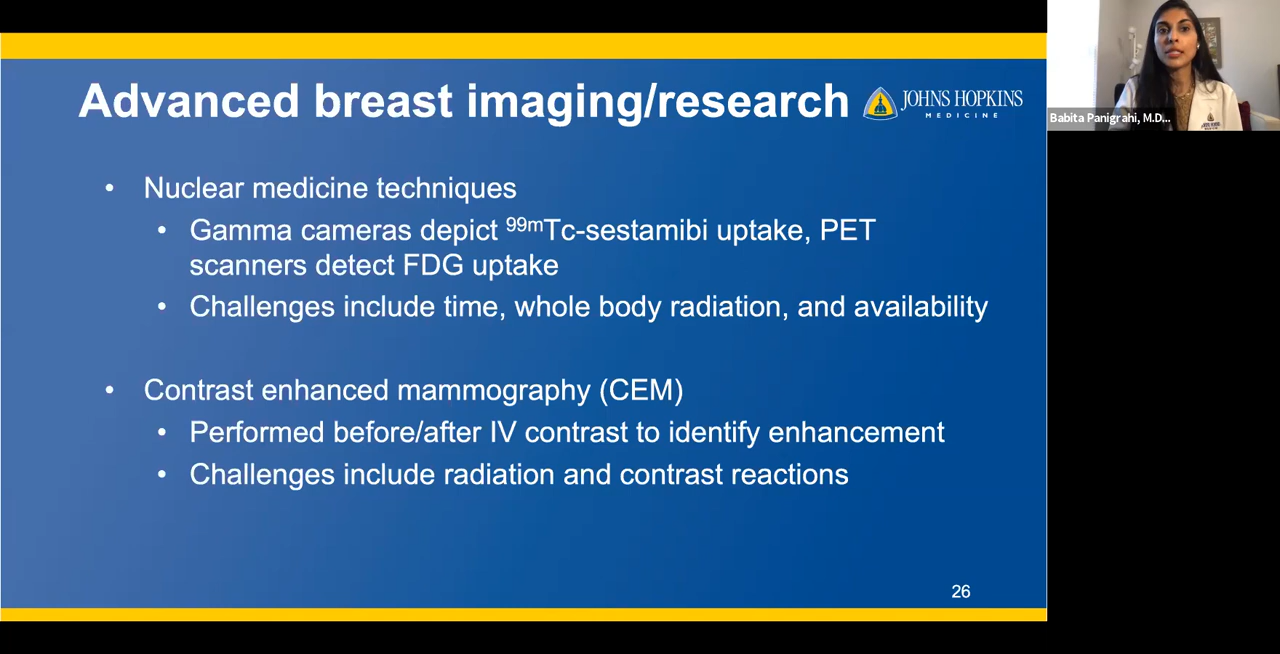 Advanced breast imaging/research
JOHNS HOPKINS
MEDICINE
Babita Panigrahi, M.D...
• Nuclear medicine techniques
• Gamma cameras depict ⁹⁹ᵐTc-sestamibi uptake, PET
scanners detect FDG uptake
• Challenges include time, whole body radiation, and availability
• Contrast enhanced mammography (CEM)
• Performed before/after IV contrast to identify enhancement
• Challenges include radiation and contrast reactions
26